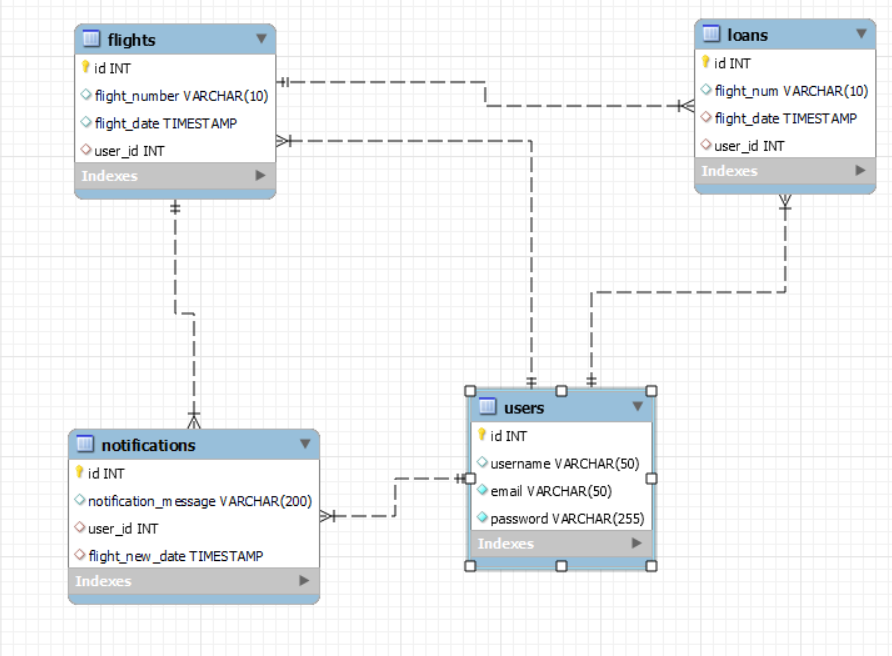 flights
id INT
flight_number VARCHAR(10)
flight_date TIMESTAMP
user_id INT
Indexes
loans
id INT
flight_num VARCHAR(10)
flight_date TIMESTAMP
user_id INT
Indexes
notifications
id INT
notification_message VARCHAR(200)
user_id INT
flight_new_date TIMESTAMP
Indexes
users
id INT
username VARCHAR(50)
email VARCHAR(50)
password VARCHAR(255)
Indexes